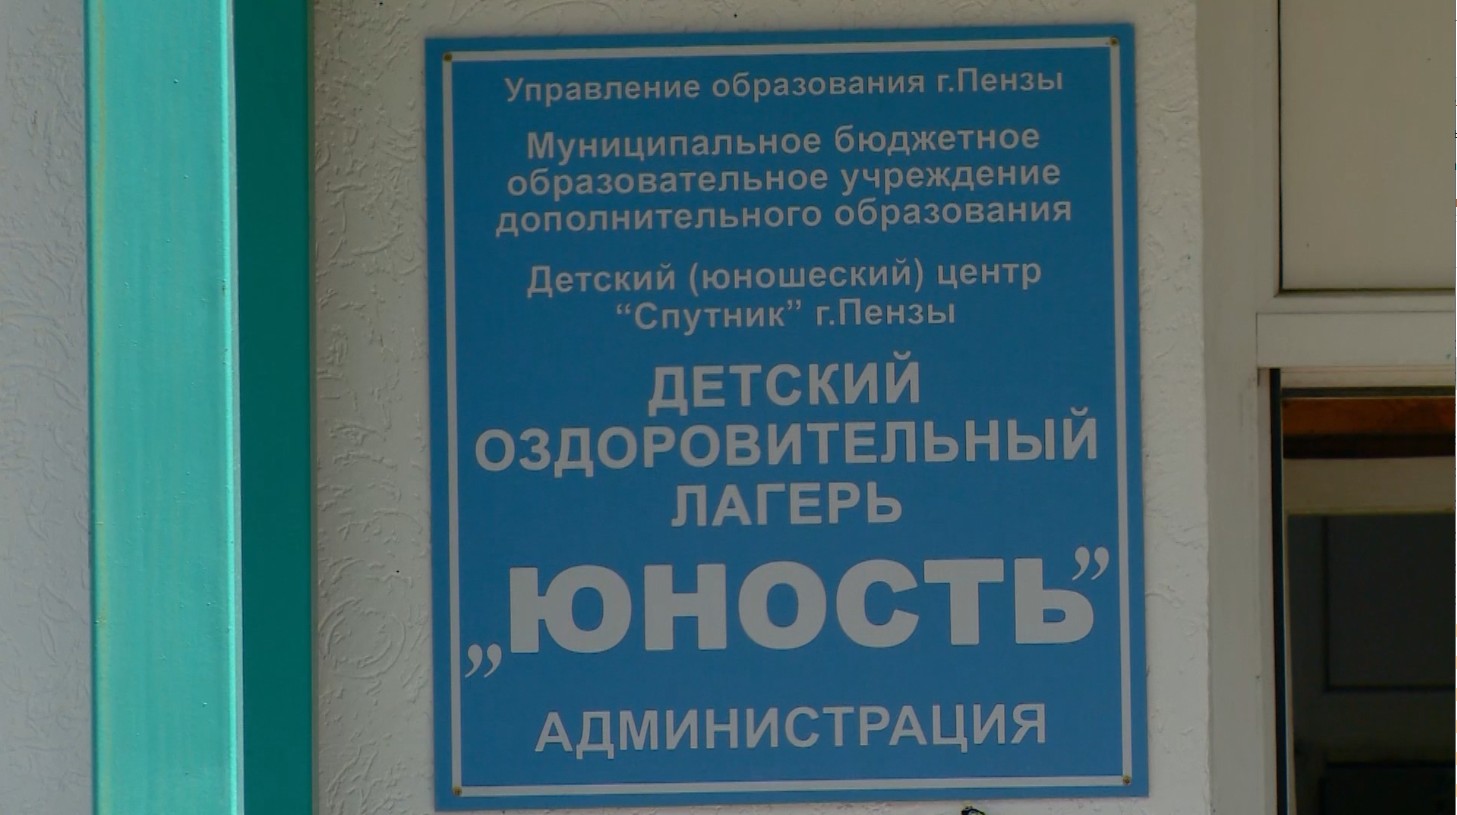 Управление образования г.Пензы
Муниципальное бюджетное
образовательное учреждение
дополнительного образования
Детский (юношеский) центр
“Спутник” г.Пензы
ДЕТСКИЙ
ОЗДОРОВИТЕЛЬНЫЙ
ЛАГЕРЬ
„ЮНОСТЬ”
АДМИНИСТРАЦИЯ